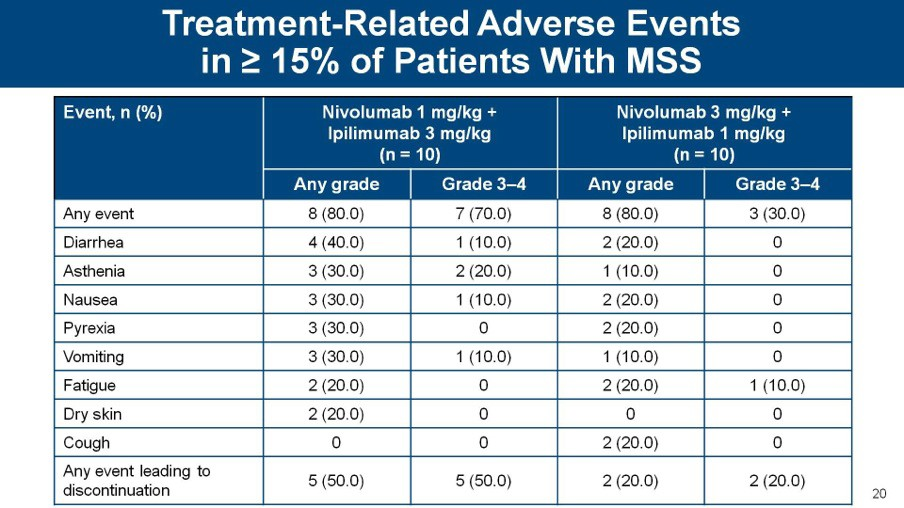 Treatment-Related Adverse Events
in ≥ 15% of Patients With MSS
Event, n (%)
Nivolumab 1 mg/kg +
Ipilimumab 3 mg/kg
(n = 10)
Nivolumab 3 mg/kg +
Ipilimumab 1 mg/kg
(n = 10)
Any grade Grade 3–4 Any grade Grade 3–4
Any event 8 (80.0) 7 (70.0) 8 (80.0) 3 (30.0)
Diarrhea 4 (40.0) 1 (10.0) 2 (20.0) 0
Asthenia 3 (30.0) 2 (20.0) 1 (10.0) 0
Nausea 3 (30.0) 1 (10.0) 2 (20.0) 0
Pyrexia 3 (30.0) 0 2 (20.0) 0
Vomiting 3 (30.0) 1 (10.0) 1 (10.0) 0
Fatigue 2 (20.0) 0 2 (20.0) 1 (10.0)
Dry skin 2 (20.0) 0 0 0
Cough 0 0 2 (20.0) 0
Any event leading to
discontinuation 5 (50.0) 5 (50.0) 2 (20.0) 2 (20.0)
20